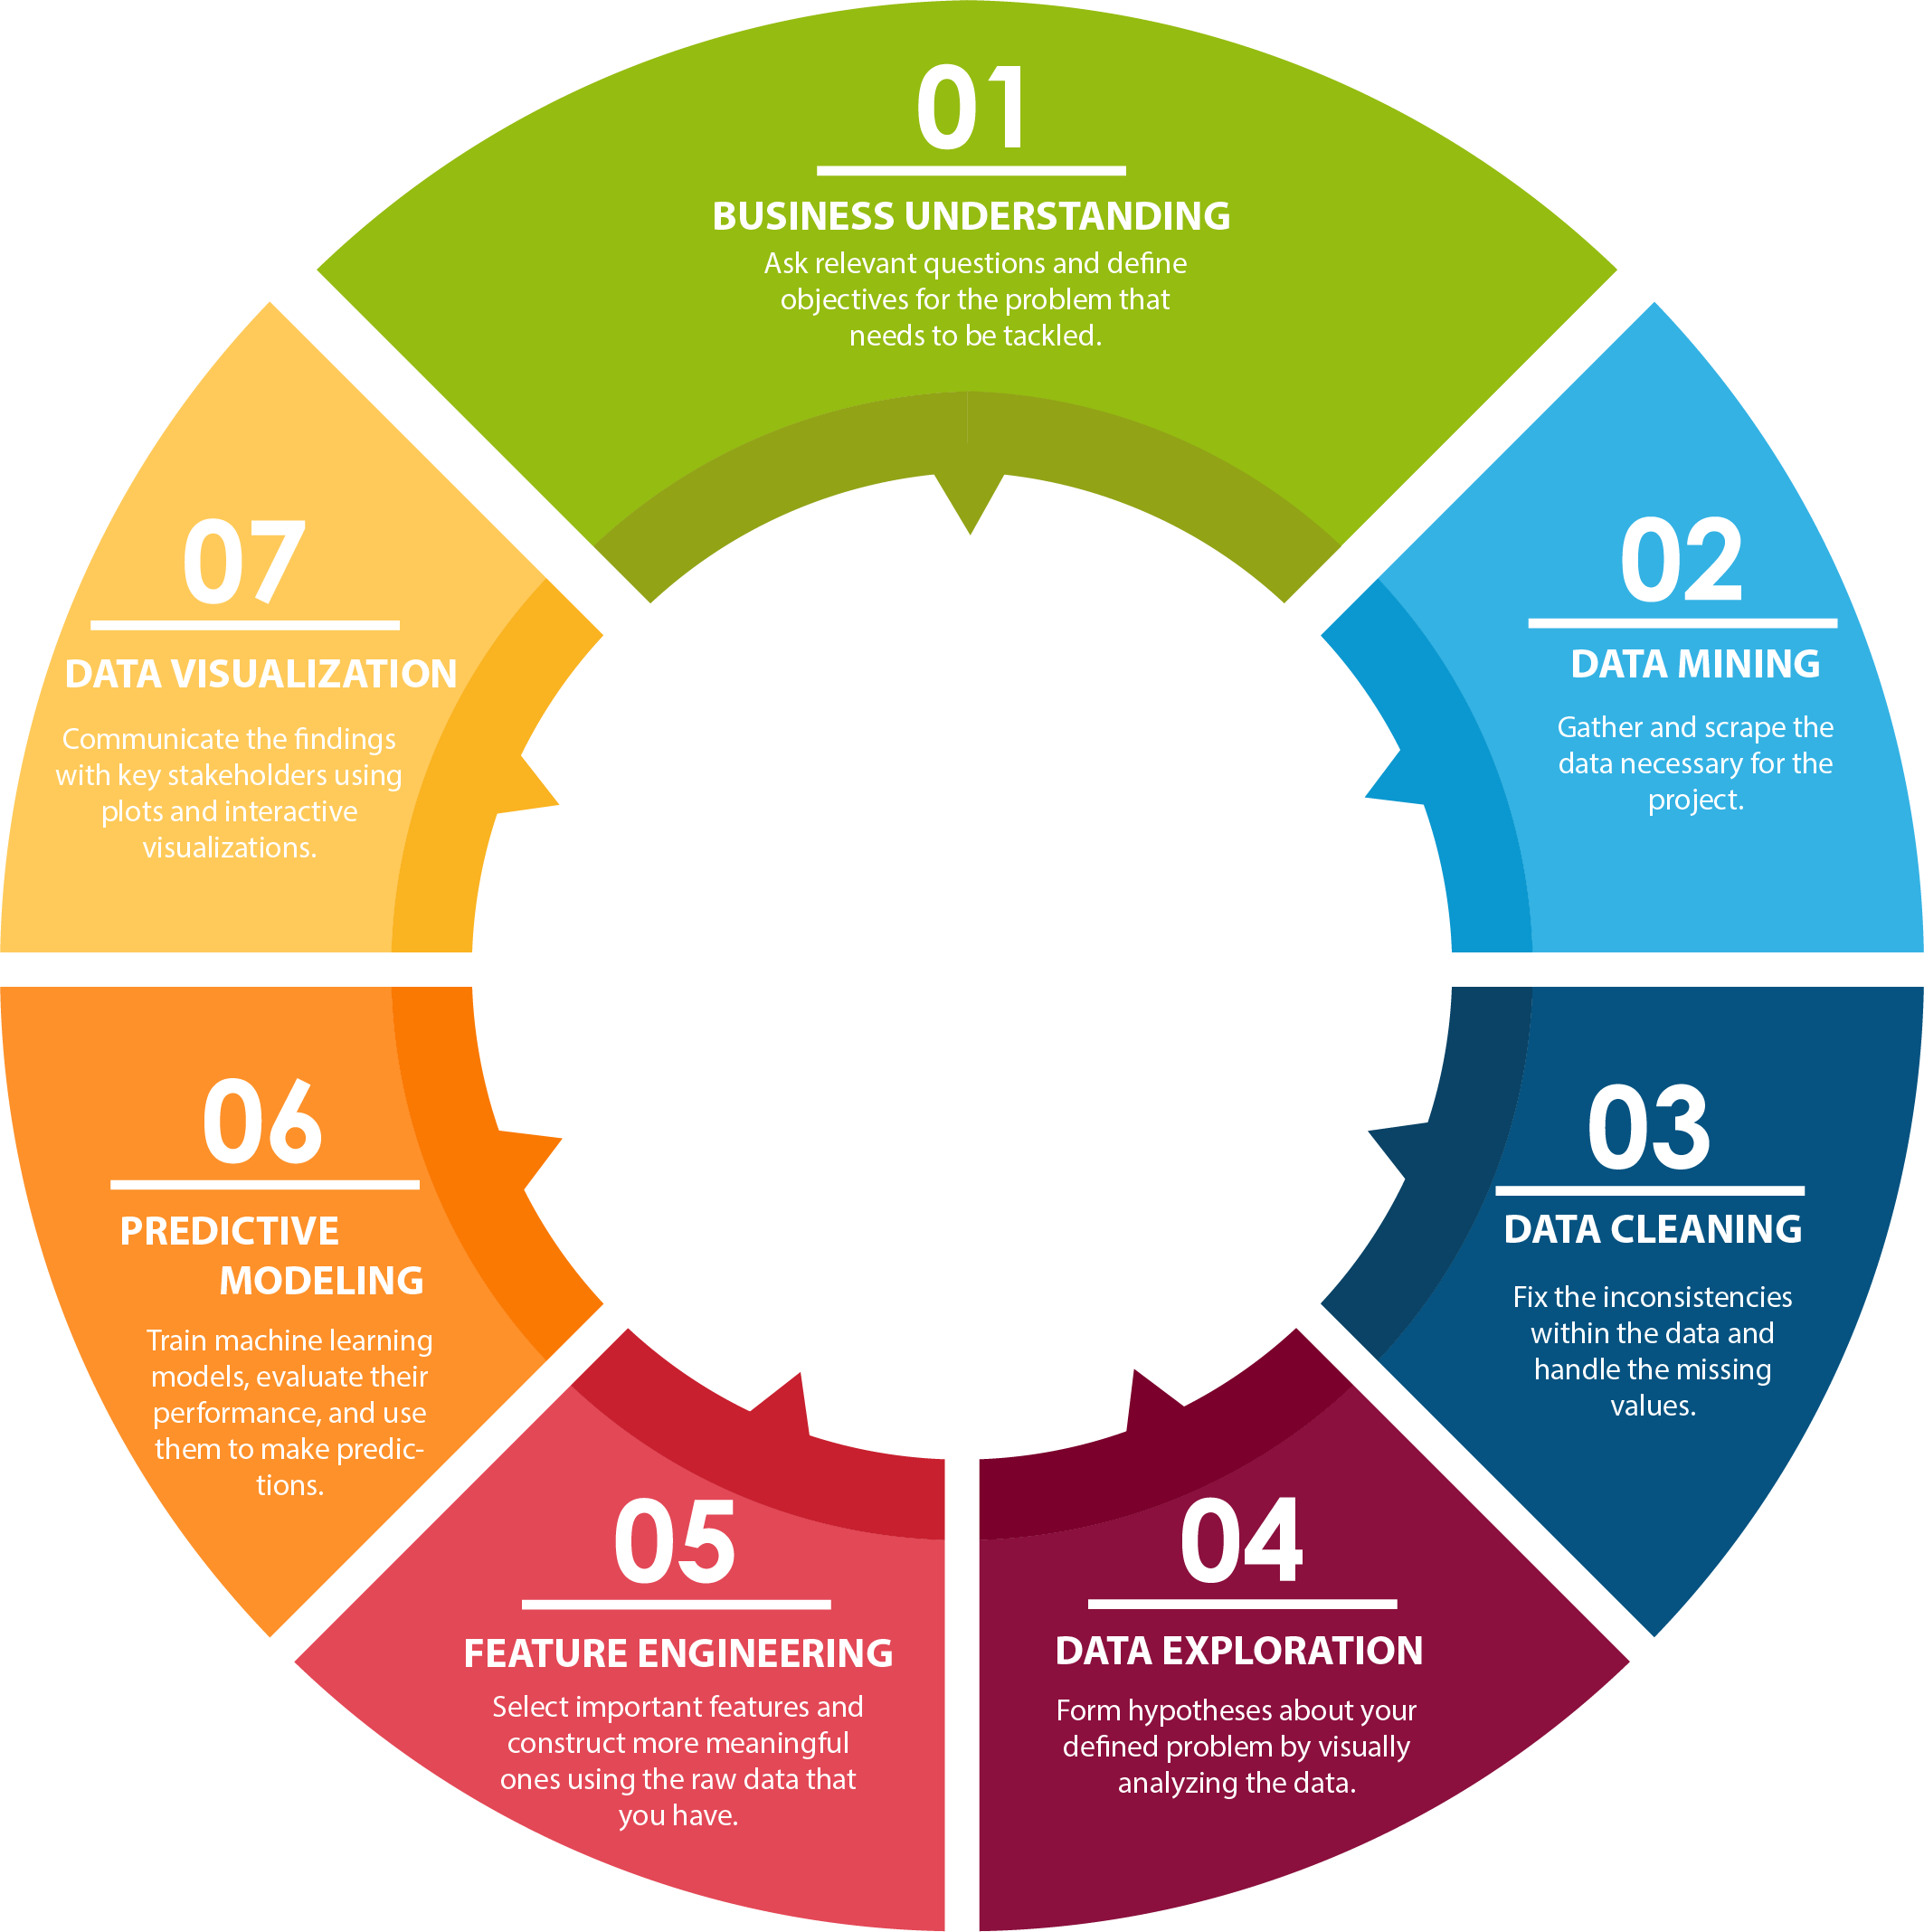 01
BUSINESS UNDERSTANDING
Ask relevant questions and define
objectives for the problem that
needs to be tackled.
02
DATA MINING
Gather and scrape the
data necessary for the
project.
03
DATA CLEANING
Fix the inconsistencies
within the data and
handle the missing
values.
04
DATA EXPLORATION
Form hypotheses about your
defined problem by visually
analyzing the data.
05
FEATURE ENGINEERING
Select important features and
construct more meaningful
ones using the raw data that
you have.
06
PREDICTIVE
MODELING
Train machine learning
models, evaluate their
performance, and use
them to make predic-
tions.
07
DATA VISUALIZATION
Communicate the findings
with key stakeholders using
plots and interactive
visualizations.